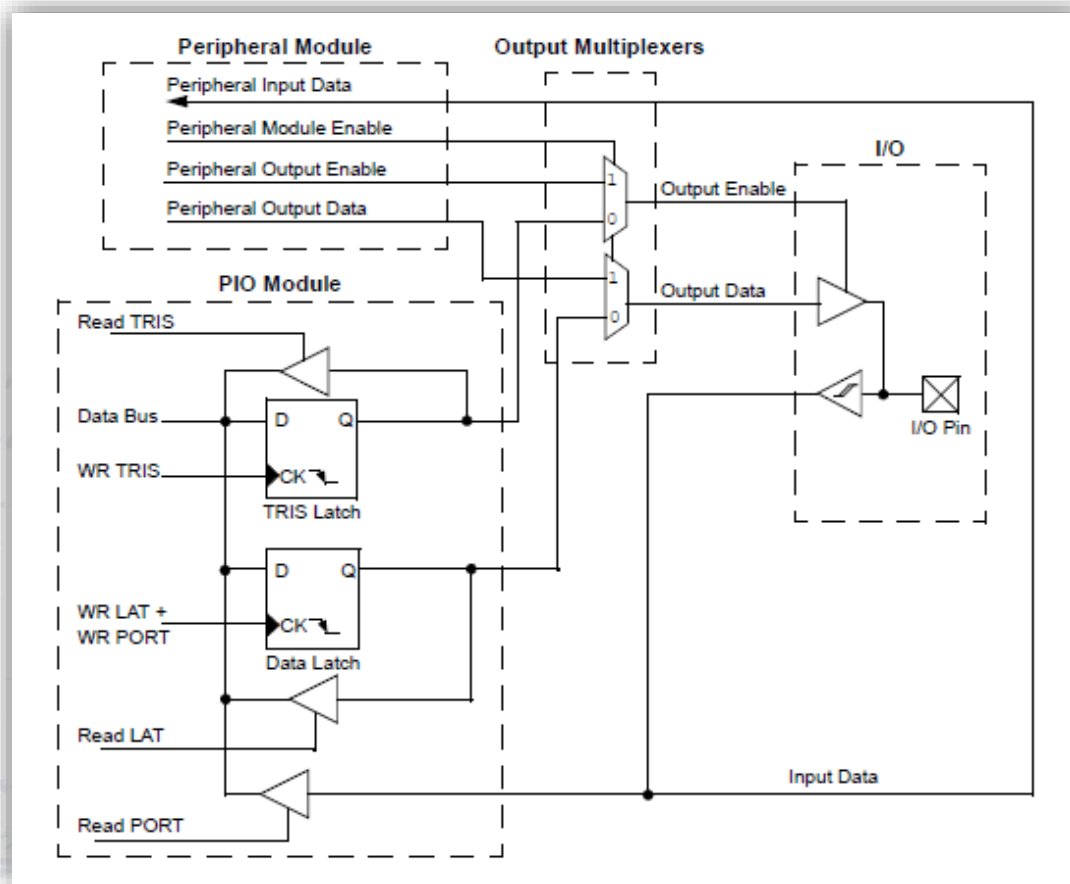 Peripheral Module
Output Multiplexers
Peripheral Input Data
Peripheral Module Enable
I/O
Peripheral Output Enable
1
Output Enable
Peripheral Output Data
0
PIO Module
1
Output Data
0
Read TRIS
Data Bus
D
Q
I/O Pin
WR TRIS
CK
TRIS Latch
D
Q
WR LAT +
WR PORT
CK
Data Latch
Read LAT
Input Data
Read PORT